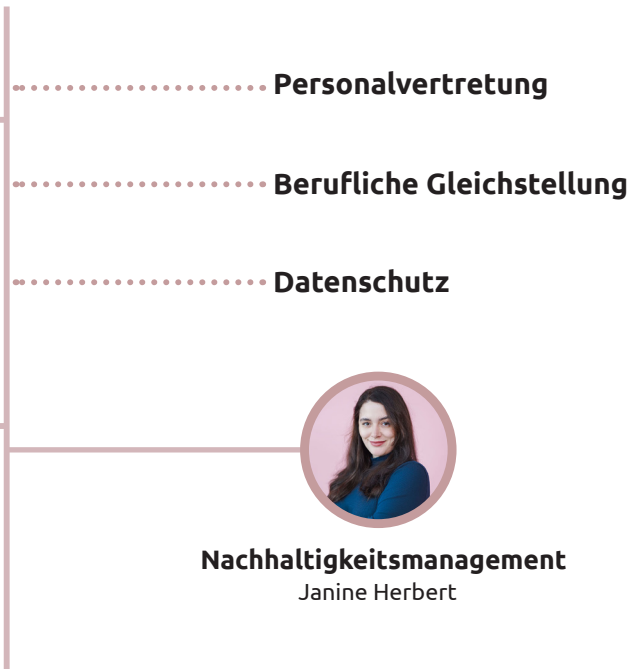 Personalvertretung
Berufliche Gleichstellung
Datenschutz
Nachhaltigkeitsmanagement
Janine Herbert